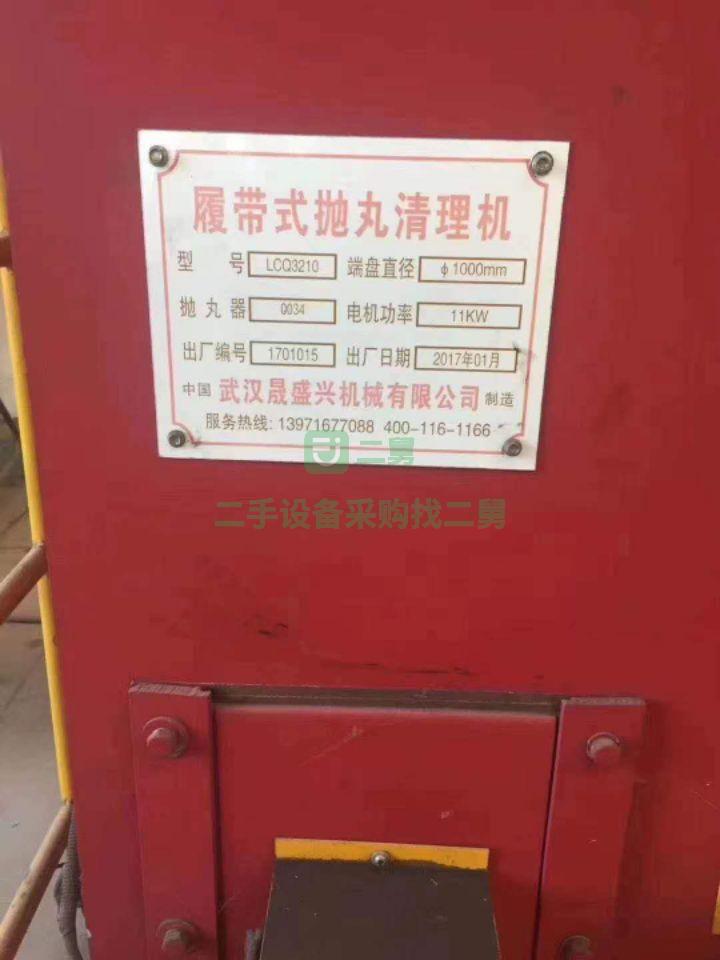 履带式抛丸清理机
型 号 LCQ3210 端盘直径 ф1000mm
抛丸器 Q034 电机功率 11KW
出厂编号 1701015 出厂日期 2017年01月
中国 武汉晟盛兴机械有限公司 制造
服务热线: 13971677088 400-116-1166
二舅
二手设备采购找二舅